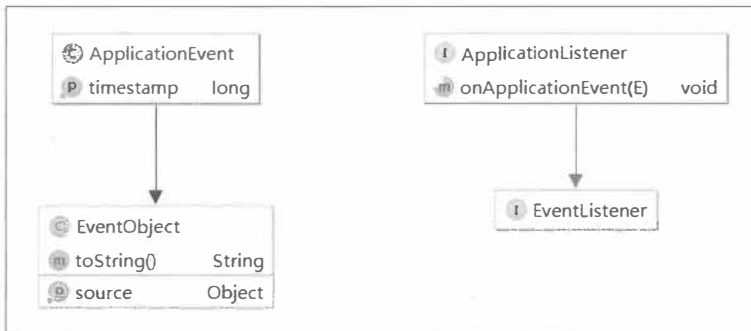 C ApplicationEvent
p timestamp long
I ApplicationListener
m onApplicationEvent(E) void
C EventObject
m toString() String
p source Object
I EventListener